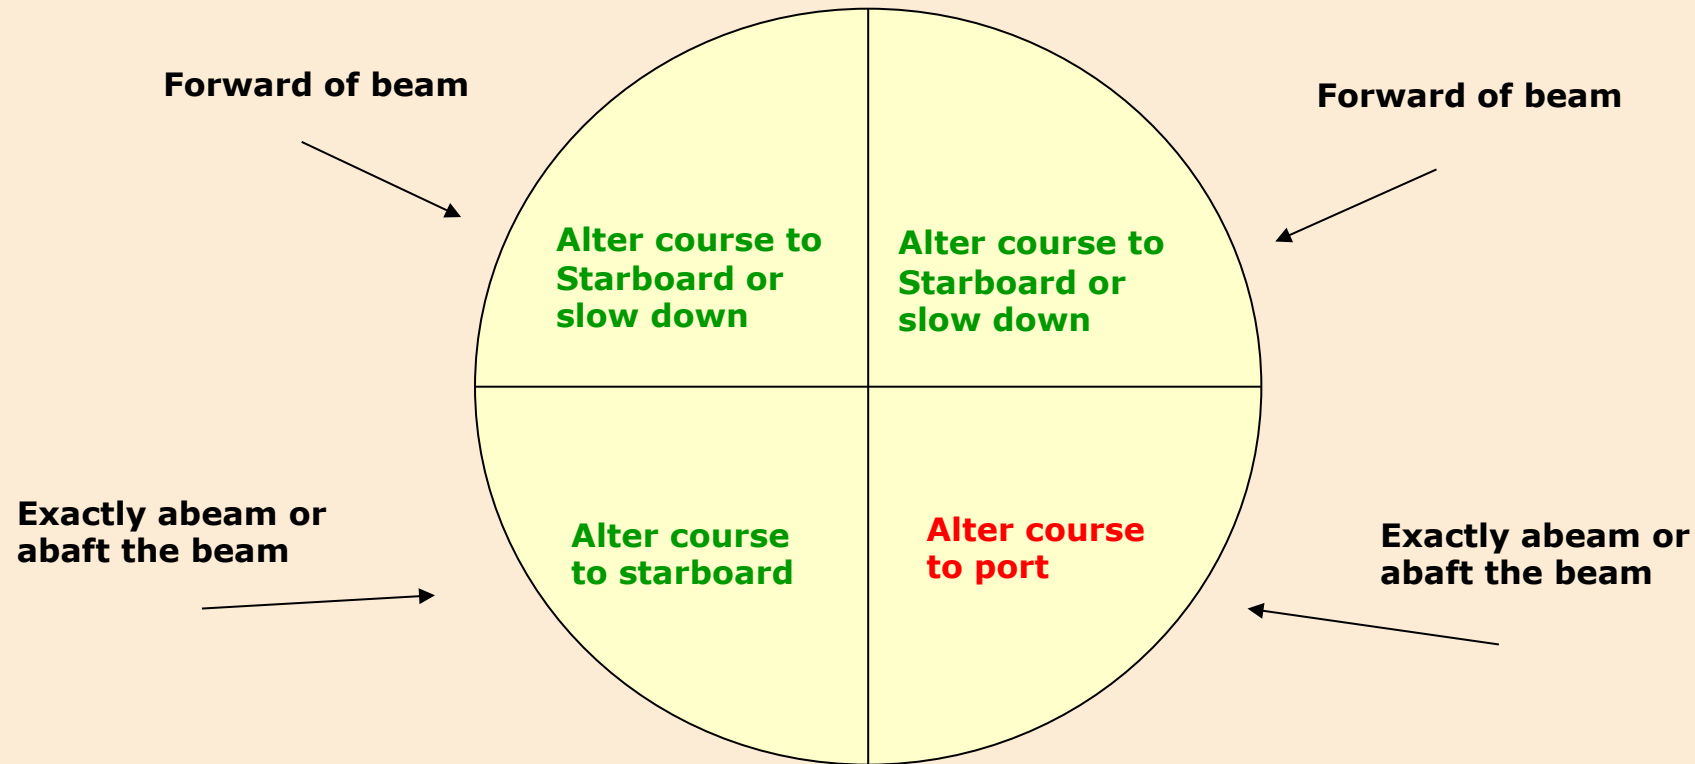 Forward of beam
Forward of beam
Alter course to
Starboard or
slow down
Alter course to
Starboard or
slow down
Exactly abeam or
abaft the beam
Alter course
to starboard
Alter course
to port
Exactly abeam or
abaft the beam